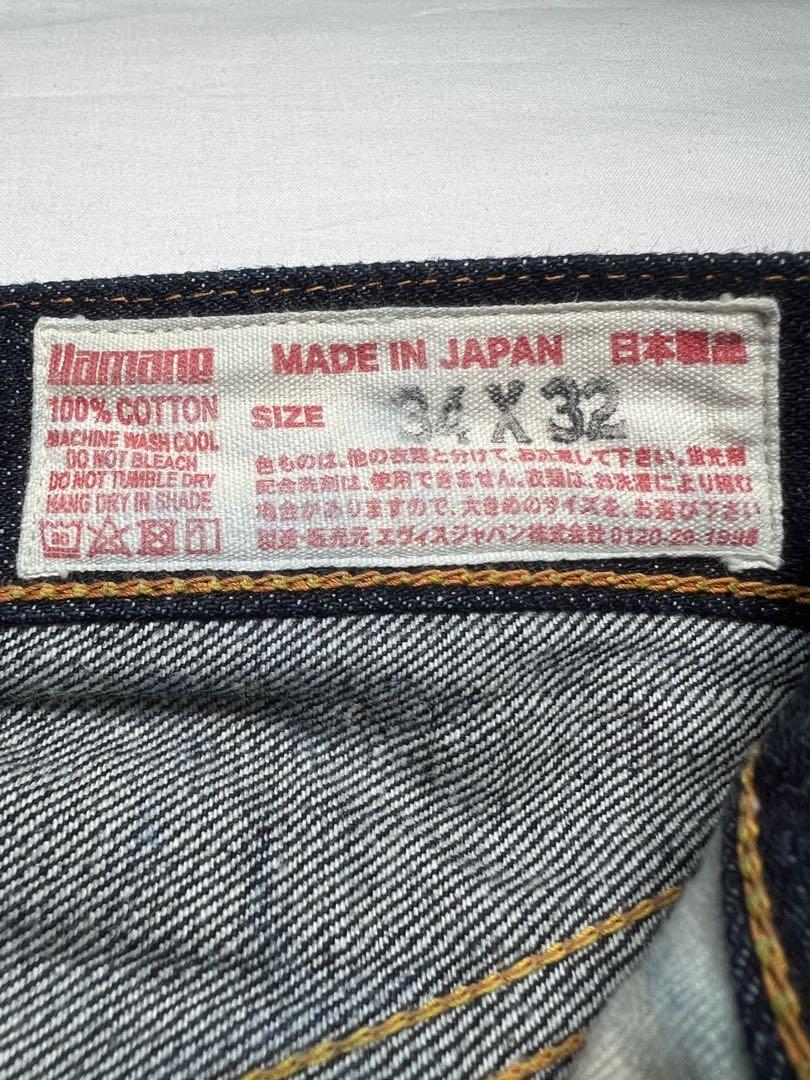 Yamane
MADE IN JAPAN 日本製品
100% COTTON
SIZE 34 X 32
MACHINE WASH COOL
DO NOT BLEACH
DO NOT TUMBLE DRY
HANG DRY IN SHADE
色ものは、他の衣類と分けて、お洗濯して下さい。蛍光剤
配合洗剤は、使用できません。衣類は、お洗濯により縮む
場合がありますので、大きめのサイズを、お選び下さい
製造・販売元 エヴィスジャパン株式会社 0120-29-1998